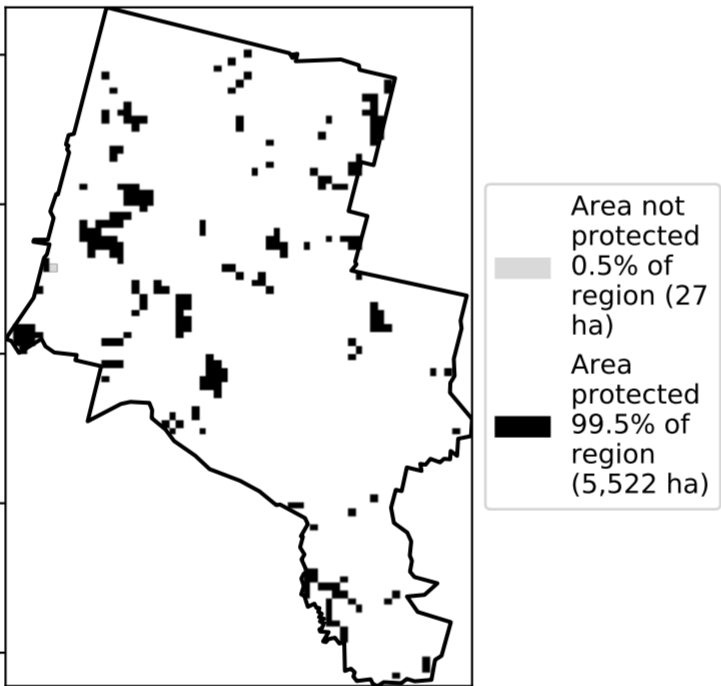 Area not
protected
0.5% of
region (27
ha)
Area
protected
99.5% of
region
(5,522 ha)